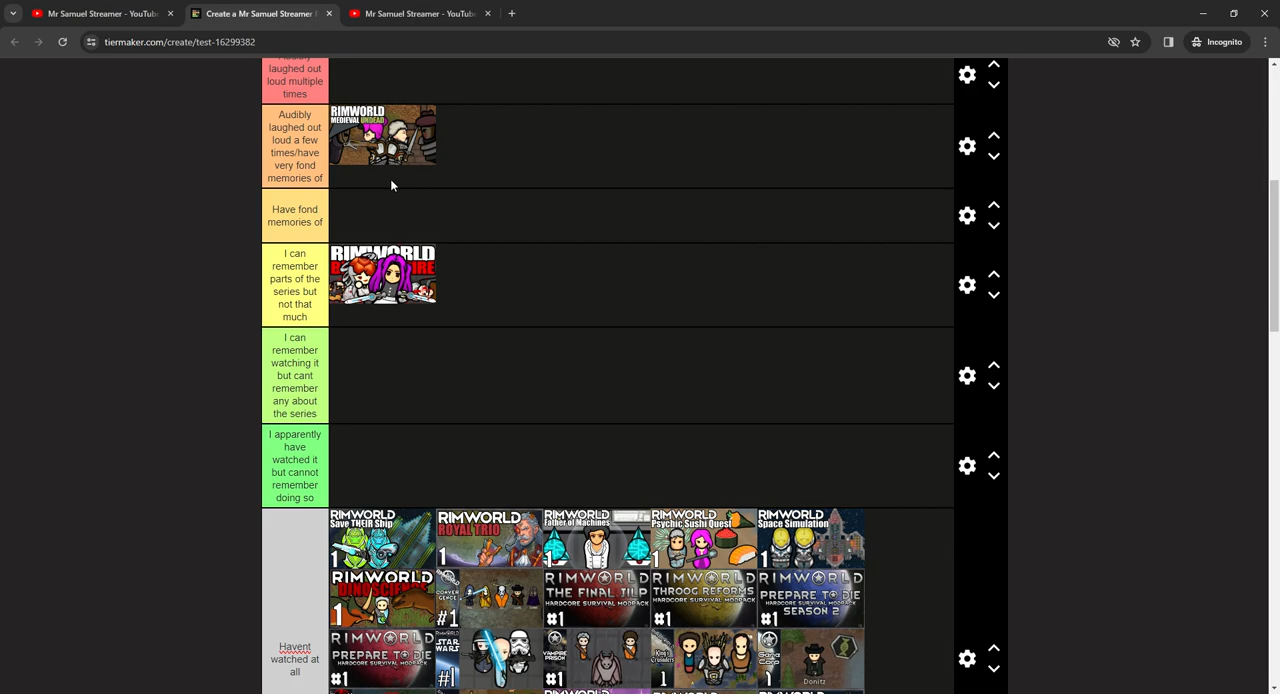 Mr Samuel Streamer - YouTub
Create a Mr Samuel Streamer
Mr Samuel Streamer - YouTub
tiermaker.com/create/test-16299382
Incognito
laughed out
loud multiple
times
Audibly
laughed out
loud a few
times/have
very fond
memories of
RIMWORLD
MEDIEVAL UNDEAD
Have fond
memories of
I can
remember
parts of the
series but
not that
much
RIMWORLD
I can
remember
watching it
but cant
remember
any about
the series
I apparently
have
watched it
but cannot
remember
doing so
Havent
watched at
all
RIMWORLD
Save THEIR Ship
1
RIMWORLD
ROYAL TRIO
1
RIMWORLD
Father of Machines
1
RIMWORLD
Psychic Sushi Quest
1
RIMWORLD
Space Simulation
1
RIMWORLD
1
#1
RIMWORLD
HARDCORE SURVIVAL MODPACK
#1
RIMWORLD
THROOG REFORMS
HARDCORE SURVIVAL MODPACK
#1
RIMWORLD
PREPARE TO DIE
SEASON 2
HARDCORE SURVIVAL MODPACK
#1
RIMWORLD
PREPARE TO DIE
HARDCORE SURVIVAL MODPACK
#1
STAR
WARS
#1
VAMPIRE
PRISON
#1
1
1
Donitz